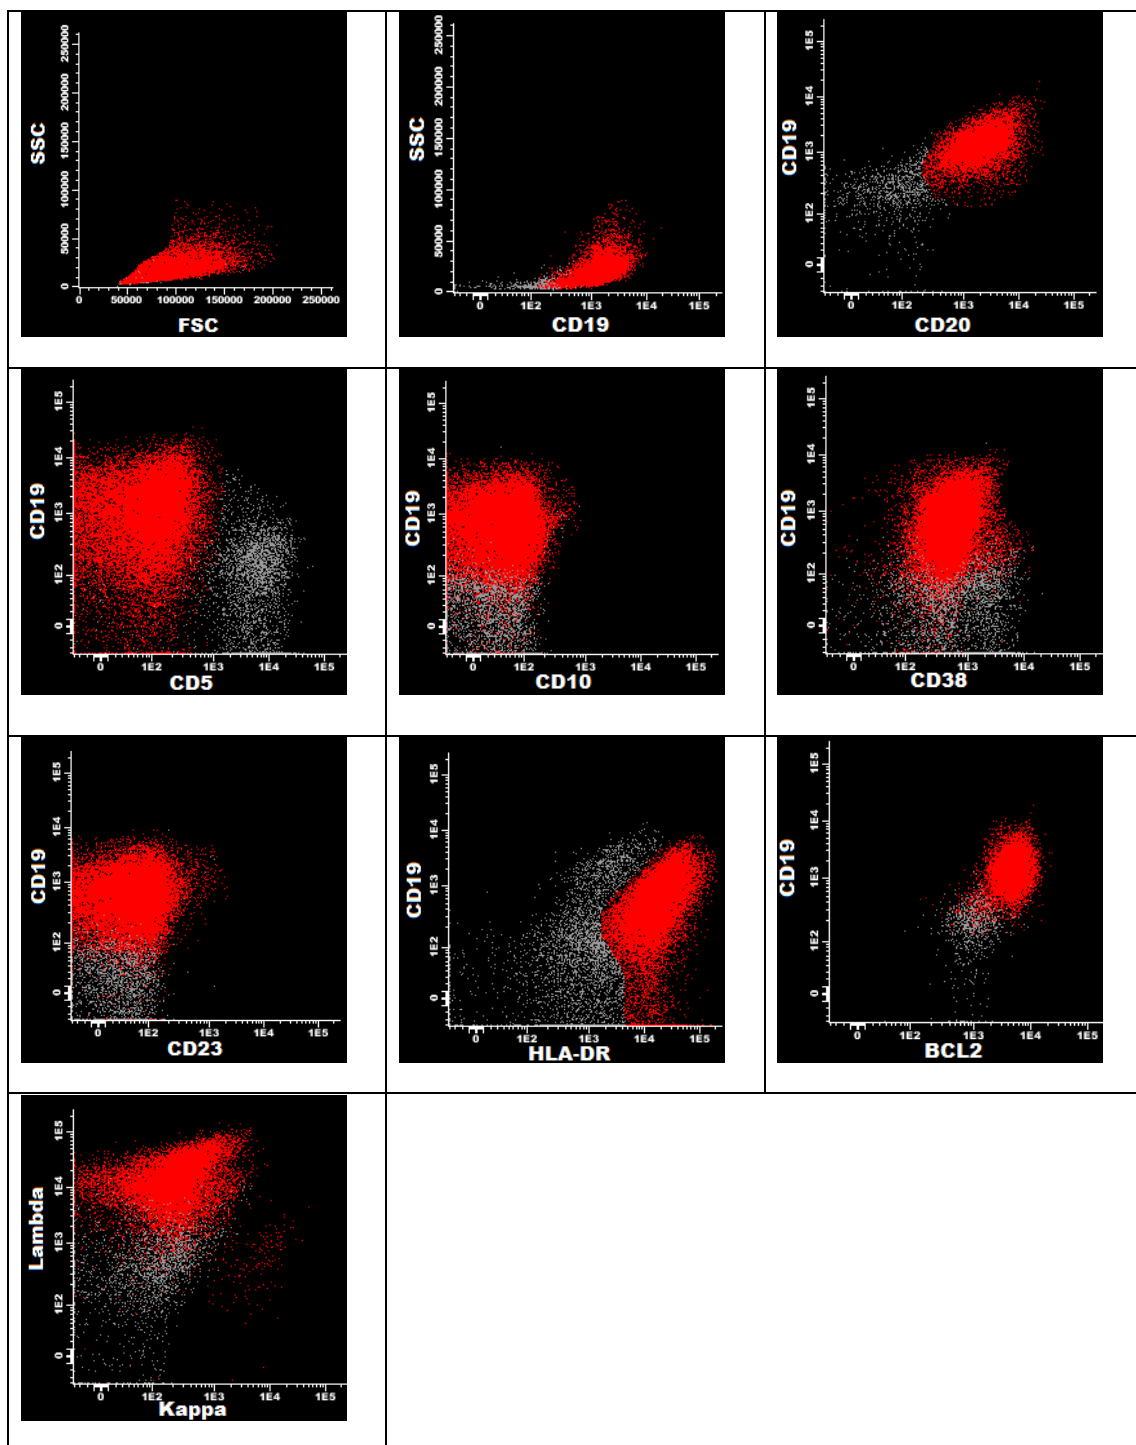 250000
200000
150000
100000
50000
0
SSC
0 50000 100000 150000 200000 250000
FSC
250000
200000
150000
100000
50000
0
SSC
0 1E2 1E3 1E4 1E5
CD19
1E5
1E4
1E3
1E2
0
CD19
0 1E2 1E3 1E4 1E5
CD20
1E5
1E4
1E3
1E2
0
CD19
0 1E2 1E3 1E4 1E5
CD5
1E5
1E4
1E3
1E2
0
CD19
0 1E2 1E3 1E4 1E5
CD10
1E5
1E4
1E3
1E2
0
CD19
0 1E2 1E3 1E4 1E5
CD38
1E5
1E4
1E3
1E2
0
CD19
0 1E2 1E3 1E4 1E5
CD23
1E5
1E4
1E3
1E2
0
CD19
0 1E2 1E3 1E4 1E5
HLA-DR
1E5
1E4
1E3
1E2
0
CD19
0 1E2 1E3 1E4 1E5
BCL2
1E5
1E4
1E3
1E2
0
Lambda
0 1E2 1E3 1E4 1E5
Kappa